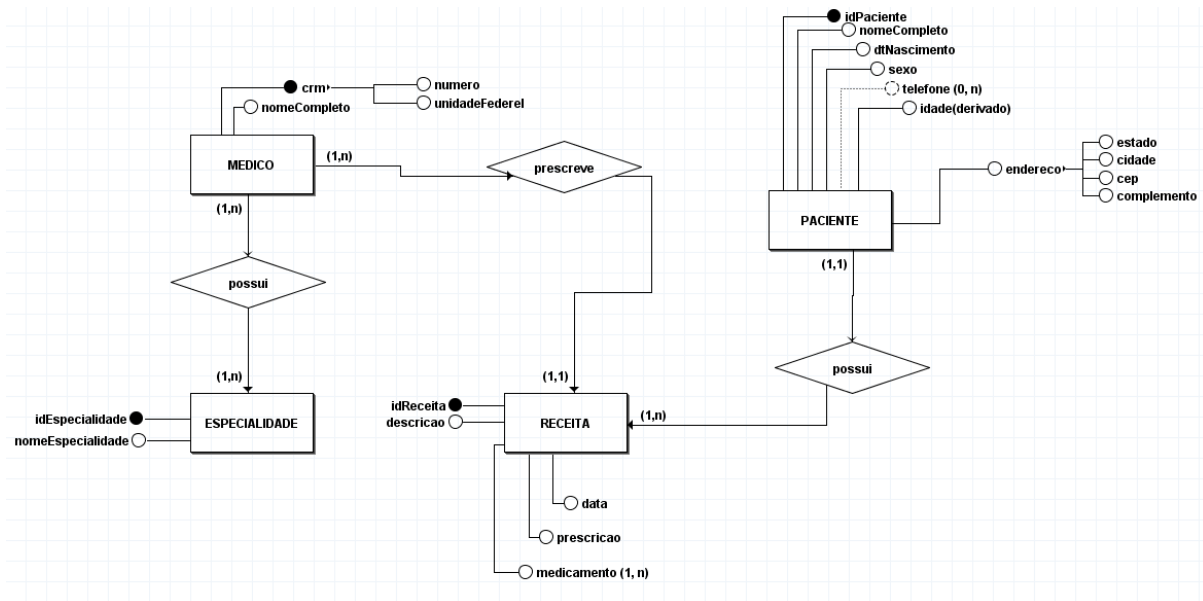 idPaciente
nomeCompleto
dtNascimento
sexo
telefone (0, n)
idade(derivado)
crm
numero
unidadeFederel
nomeCompleto
MEDICO
(1,n)
prescreve
estado
cidade
cep
complemento
endereco
PACIENTE
(1,n)
(1,1)
possui
possui
(1,n)
(1,1)
idEspecialidade
nomeEspecialidade
ESPECIALIDADE
idReceita
descricao
RECEITA
(1,n)
data
prescricao
medicamento (1, n)